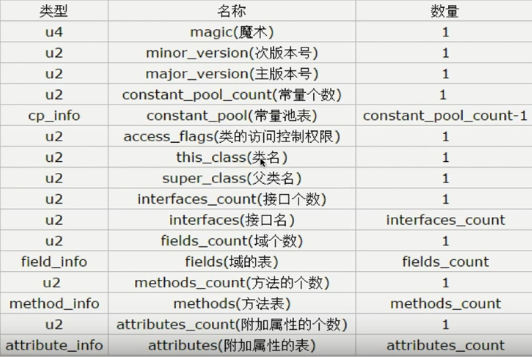 类型 名称 数量
u4 magic(魔术) 1
u2 minor_version(次版本号) 1
u2 major_version(主版本号) 1
u2 constant_pool_count(常量个数) 1
cp_info constant_pool(常量池表) constant_pool_count-1
u2 access_flags(类的访问控制权限) 1
u2 this_class(类名) 1
u2 super_class(父类名) 1
u2 interfaces_count(接口个数) 1
u2 interfaces(接口名) interfaces_count
u2 fields_count(域个数) 1
field_info fields(域的表) fields_count
u2 methods_count(方法的个数) 1
method_info methods(方法表) methods_count
u2 attributes_count(附加属性的个数) 1
attribute_info attributes(附加属性的表) attributes_count